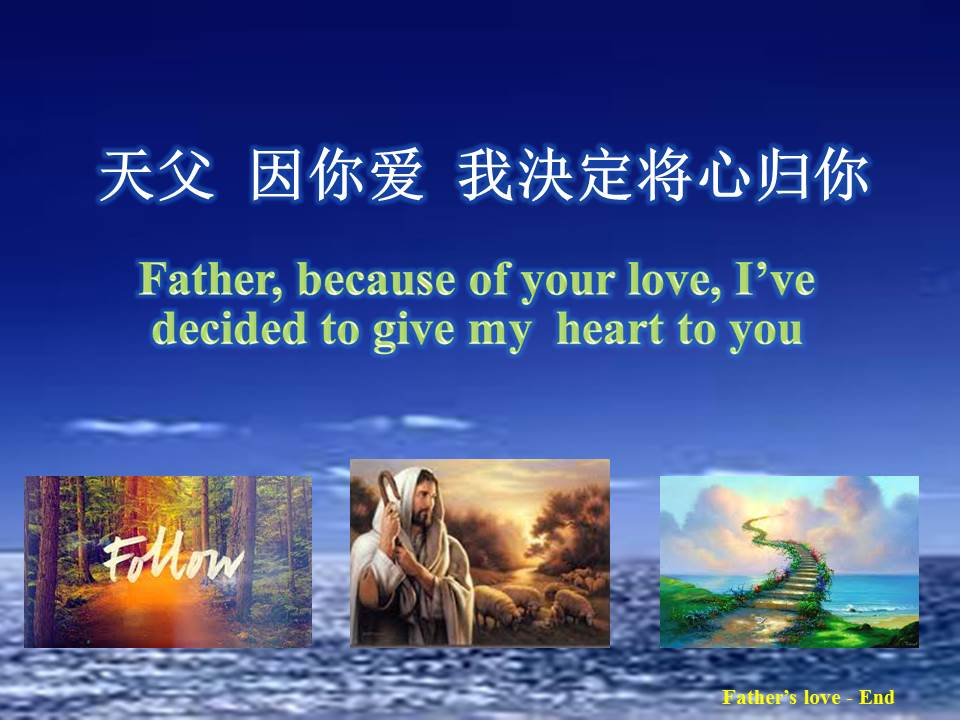 天父 因你爱 我決定将心归你
Father, because of your love, I’ve
decided to give my  heart to you
Follow
Father’s love - End